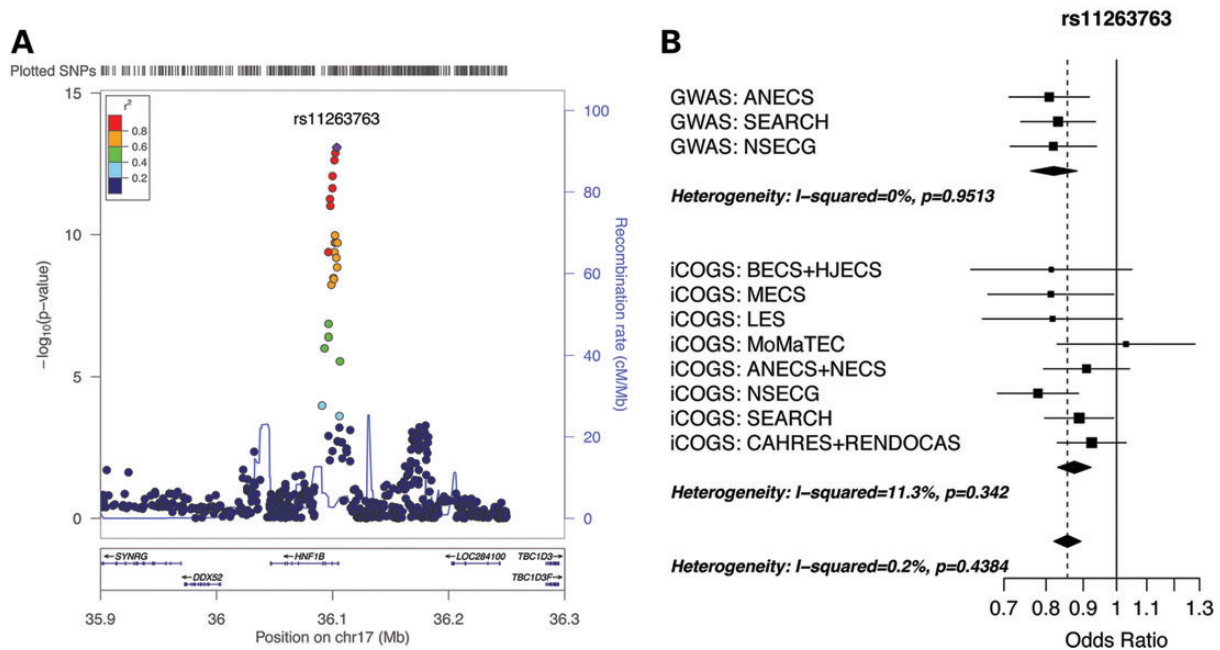 A
Plotted SNPs
15
10
5
0
−log10(p−value)
r2
0.8
0.6
0.4
0.2
rs11263763
100
80
60
40
20
0
Recombination rate (cM/Mb)
SYNRG
HNF1B
LOC284100
TBC1D3
DDX52
TBC1D3F
35.9
36
36.1
36.2
36.3
Position on chr17 (Mb)
B
rs11263763
GWAS: ANECS
GWAS: SEARCH
GWAS: NSECG
Heterogeneity: I−squared=0%, p=0.9513
iCOGS: BECS+HJECS
iCOGS: MECS
iCOGS: LES
iCOGS: MoMaTEC
iCOGS: ANECS+NECS
iCOGS: NSECG
iCOGS: SEARCH
iCOGS: CAHRES+RENDOCAS
Heterogeneity: I−squared=11.3%, p=0.342
Heterogeneity: I−squared=0.2%, p=0.4384
0.7 0.8 0.9 1 1.1 1.3
Odds Ratio